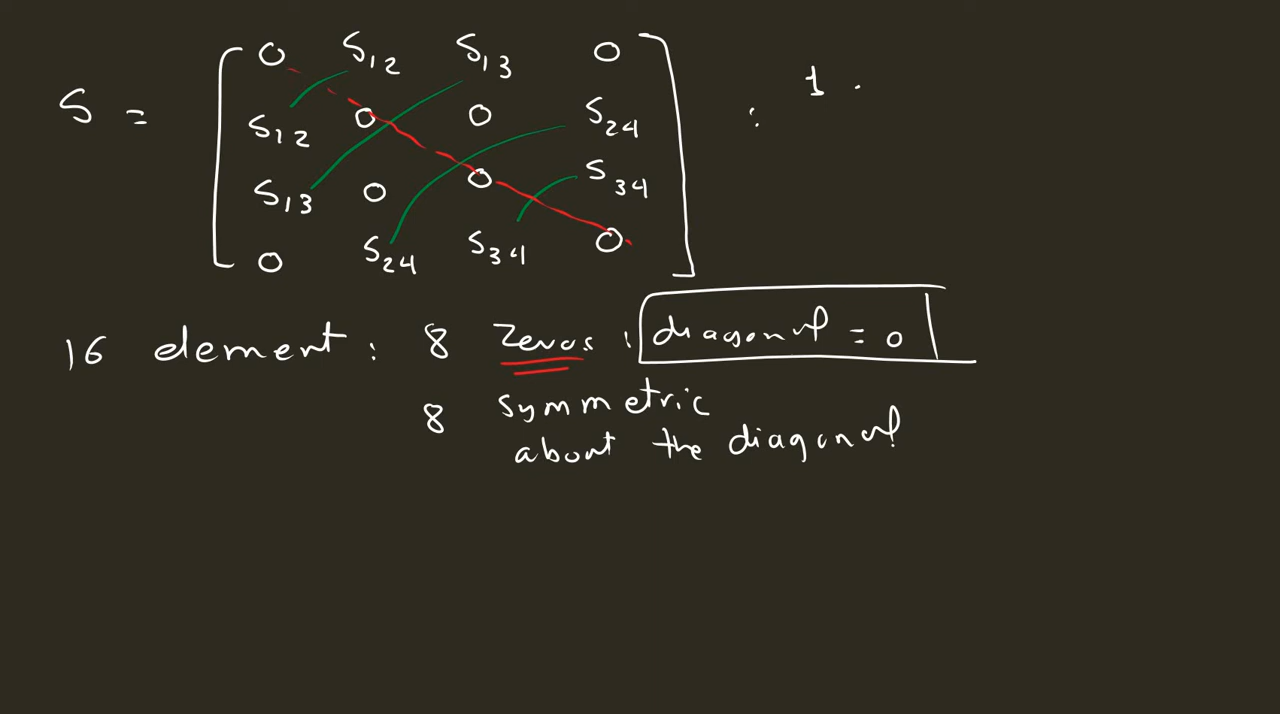 S = [ 0 S12 S13 0 : 1.
S12 0 0 S24
S13 0 0 S34
0 S24 S34 0 ]
16 element : 8 Zeros : diagonal = 0
8 symmetric
about the diagonal